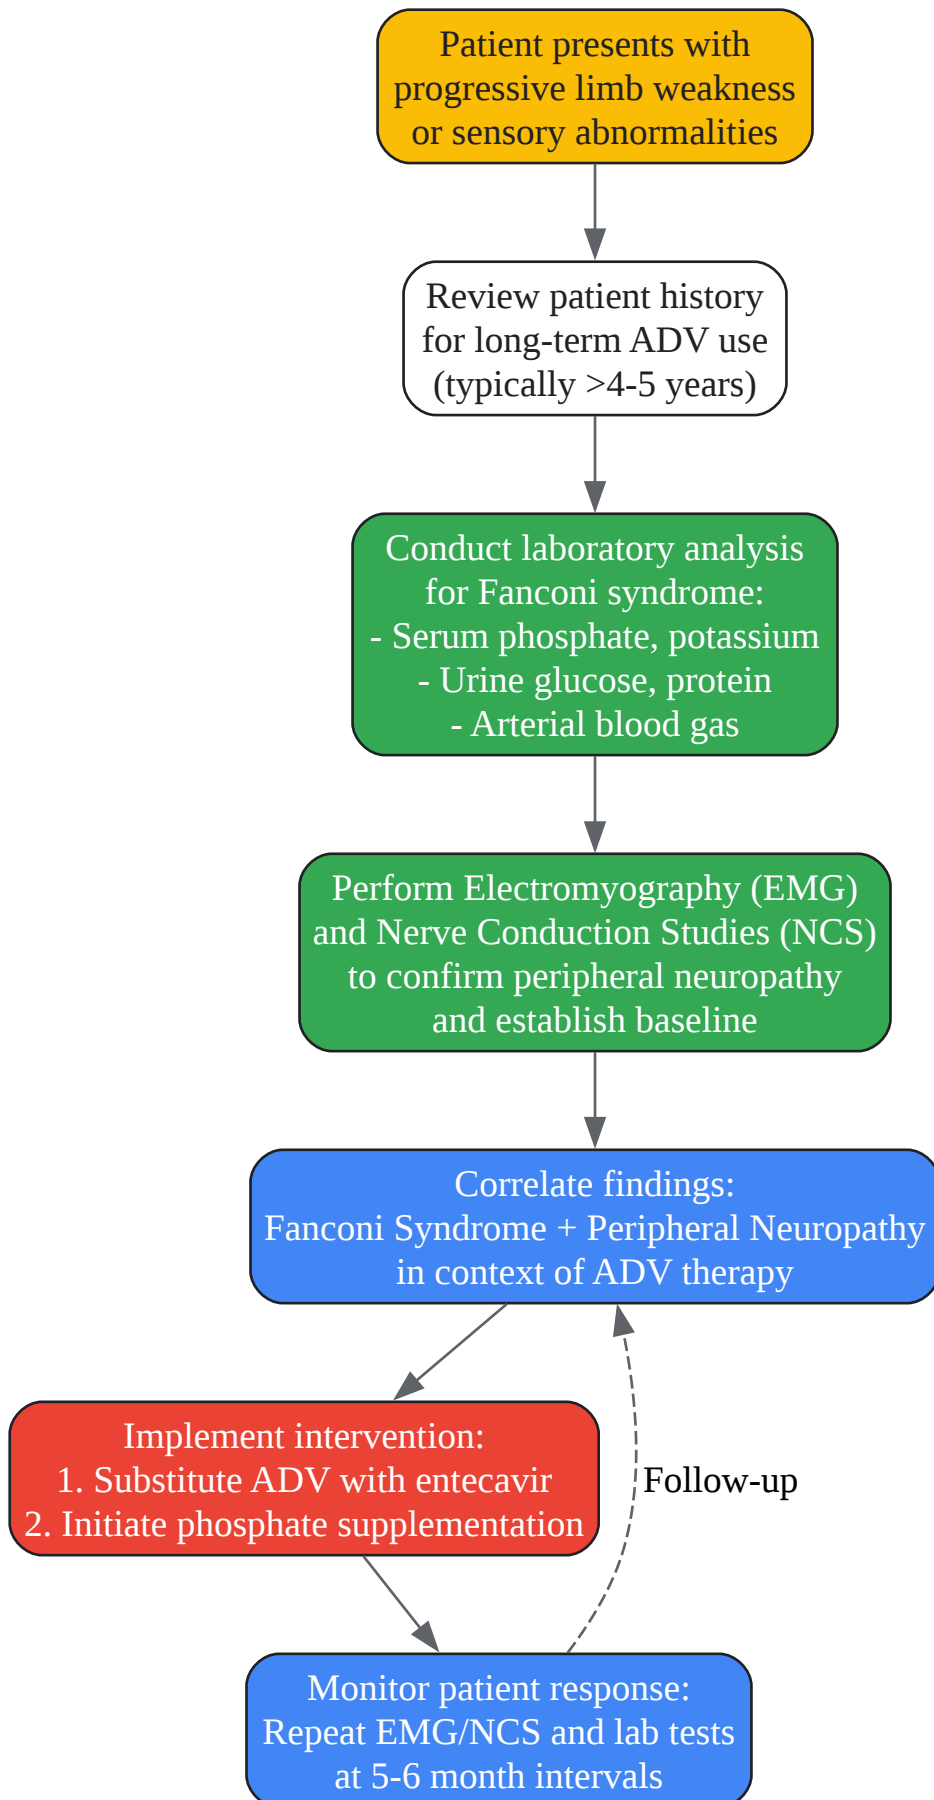 Patient presents with
progressive limb weakness
or sensory abnormalities
Review patient history
for long-term ADV use
(typically >4-5 years)
Conduct laboratory analysis
for Fanconi syndrome:
- Serum phosphate, potassium
- Urine glucose, protein
- Arterial blood gas
Perform Electromyography (EMG)
and Nerve Conduction Studies (NCS)
to confirm peripheral neuropathy
and establish baseline
Correlate findings:
Fanconi Syndrome + Peripheral Neuropathy
in context of ADV therapy
Implement intervention:
1. Substitute ADV with entecavir
2. Initiate phosphate supplementation
Follow-up
Monitor patient response:
Repeat EMG/NCS and lab tests
at 5-6 month intervals